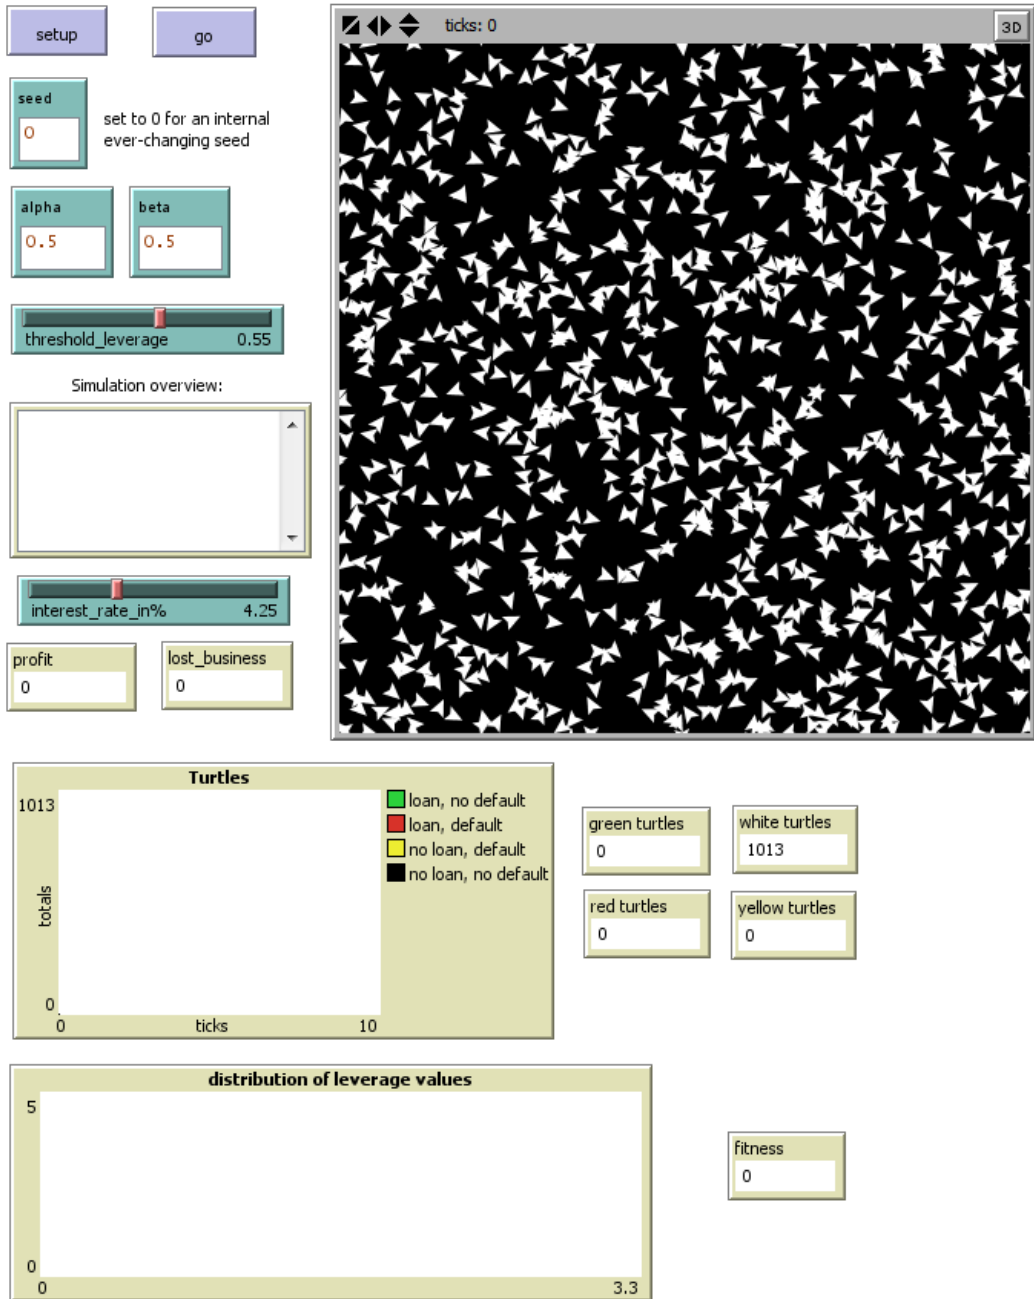 setup
go
ticks: 0
3D
seed
0
set to 0 for an internal
ever-changing seed
alpha
0.5
beta
0.5
threshold_leverage 0.55
Simulation overview:
interest_rate_in% 4.25
profit
0
lost_business
0
Turtles
1013
totals
0
0
ticks
10
loan, no default
loan, default
no loan, default
no loan, no default
green turtles
0
white turtles
1013
red turtles
0
yellow turtles
0
distribution of leverage values
5
0
0
3.3
fitness
0